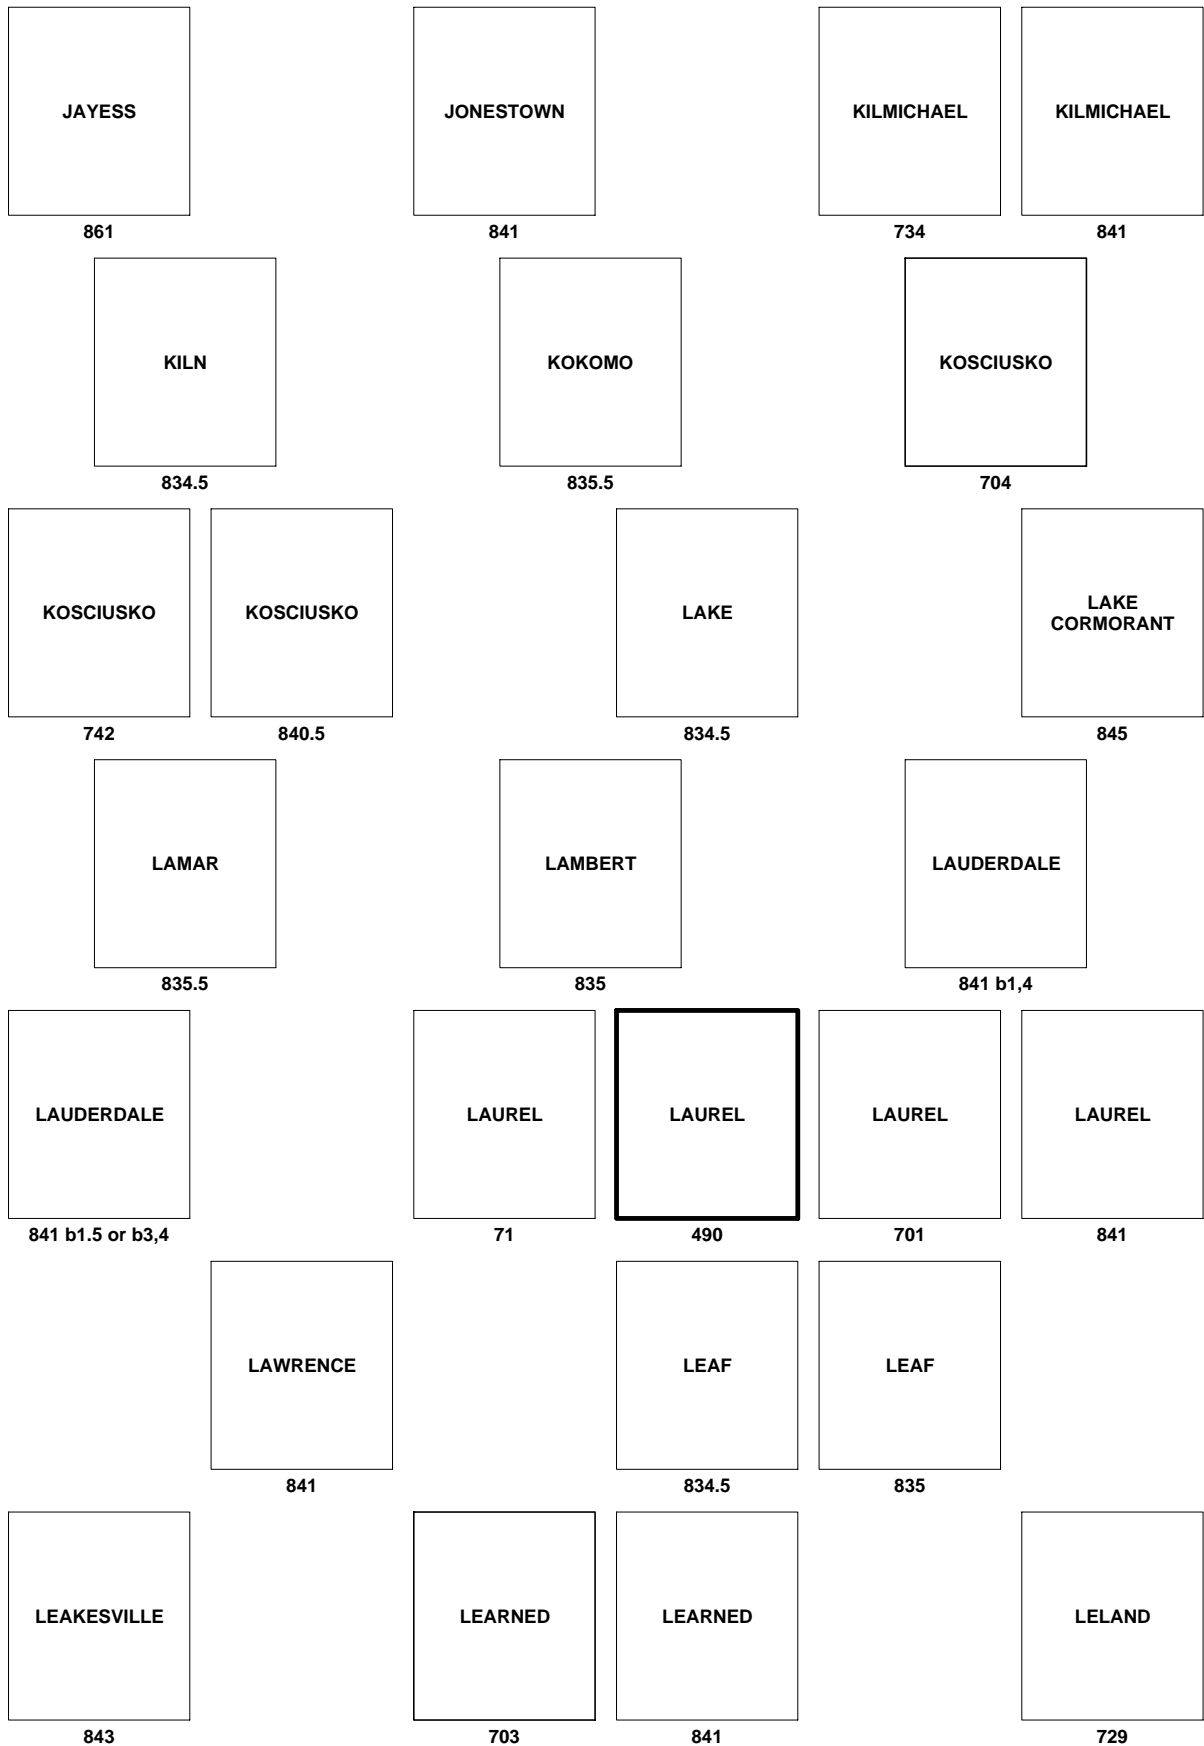 JAYESS
JONESTOWN
KILMICHAEL
KILMICHAEL
861
841
734
841
KILN
KOKOMO
KOSCIUSKO
834.5
835.5
704
KOSCIUSKO
KOSCIUSKO
LAKE
LAKE
CORMORANT
742
840.5
834.5
845
LAMAR
LAMBERT
LAUDERDALE
835.5
835
841 b1,4
LAUDERDALE
LAUREL
LAUREL
LAUREL
LAUREL
841 b1.5 or b3,4
71
490
701
841
LAWRENCE
LEAF
LEAF
841
834.5
835
LEAKESVILLE
LEARNED
LEARNED
LELAND
843
703
841
729